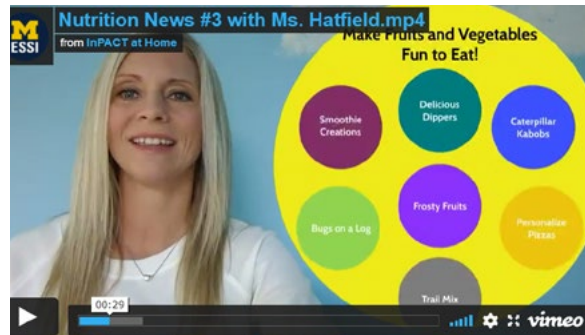 Nutrition News #3 with Ms. Hatfield.mp4
M
ESSI
from InPACT at Home
Make Fruits and Vegetables
Fun to Eat!
Smoothie
Creations
Delicious
Dippers
Caterpillar
Kabobs
Bugs on a Log
Frosty Fruits
Personalize
Pizzas
Trail Mix
00:29
vimeo